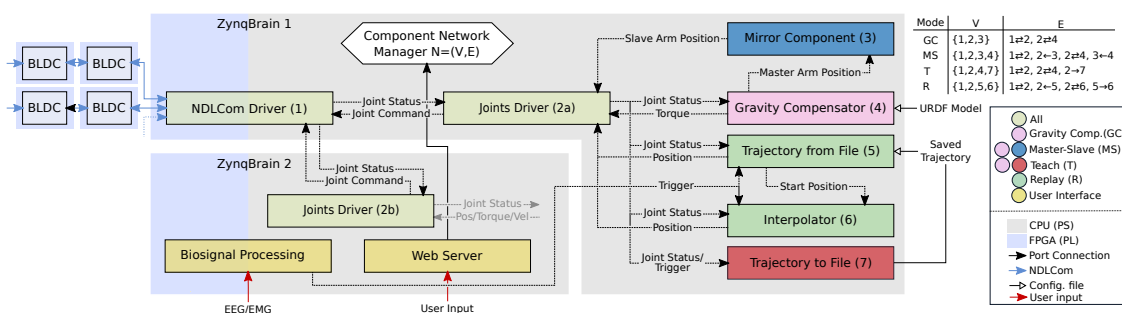 ZynqBrain 1
BLDC
BLDC
BLDC
BLDC
NDLCom Driver (1)
Component Network
Manager N=(V,E)
Joint Status
Joint Command
Joints Driver (2a)
Slave Arm Position
Mirror Component (3)
Master Arm Position
Joint Status
Torque
Gravity Compensator (4)
URDF Model
Joint Status
Position
Trajectory from File (5)
Saved
Trajectory
Trigger
Start Position
Joint Status
Position
Interpolator (6)
Joint Status/
Trigger
Trajectory to File (7)
ZynqBrain 2
Joint Status
Joint Command
Joints Driver (2b)
Joint Status
Pos/Torque/Vel
Biosignal Processing
Web Server
EEG/EMG
User Input
Mode V E
GC {1,2,3} 1⇄2, 2⇄4
MS {1,2,3,4} 1⇄2, 2←3, 2⇄4, 3←4
T {1,2,4,7} 1⇄2, 2⇄4, 2→7
R {1,2,5,6} 1⇄2, 2←5, 2⇄6, 5→6
All
Gravity Comp.(GC
Master-Slave (MS)
Teach (T)
Replay (R)
User Interface
CPU (PS)
FPGA (PL)
Port Connection
NDLCom
Config. file
User input